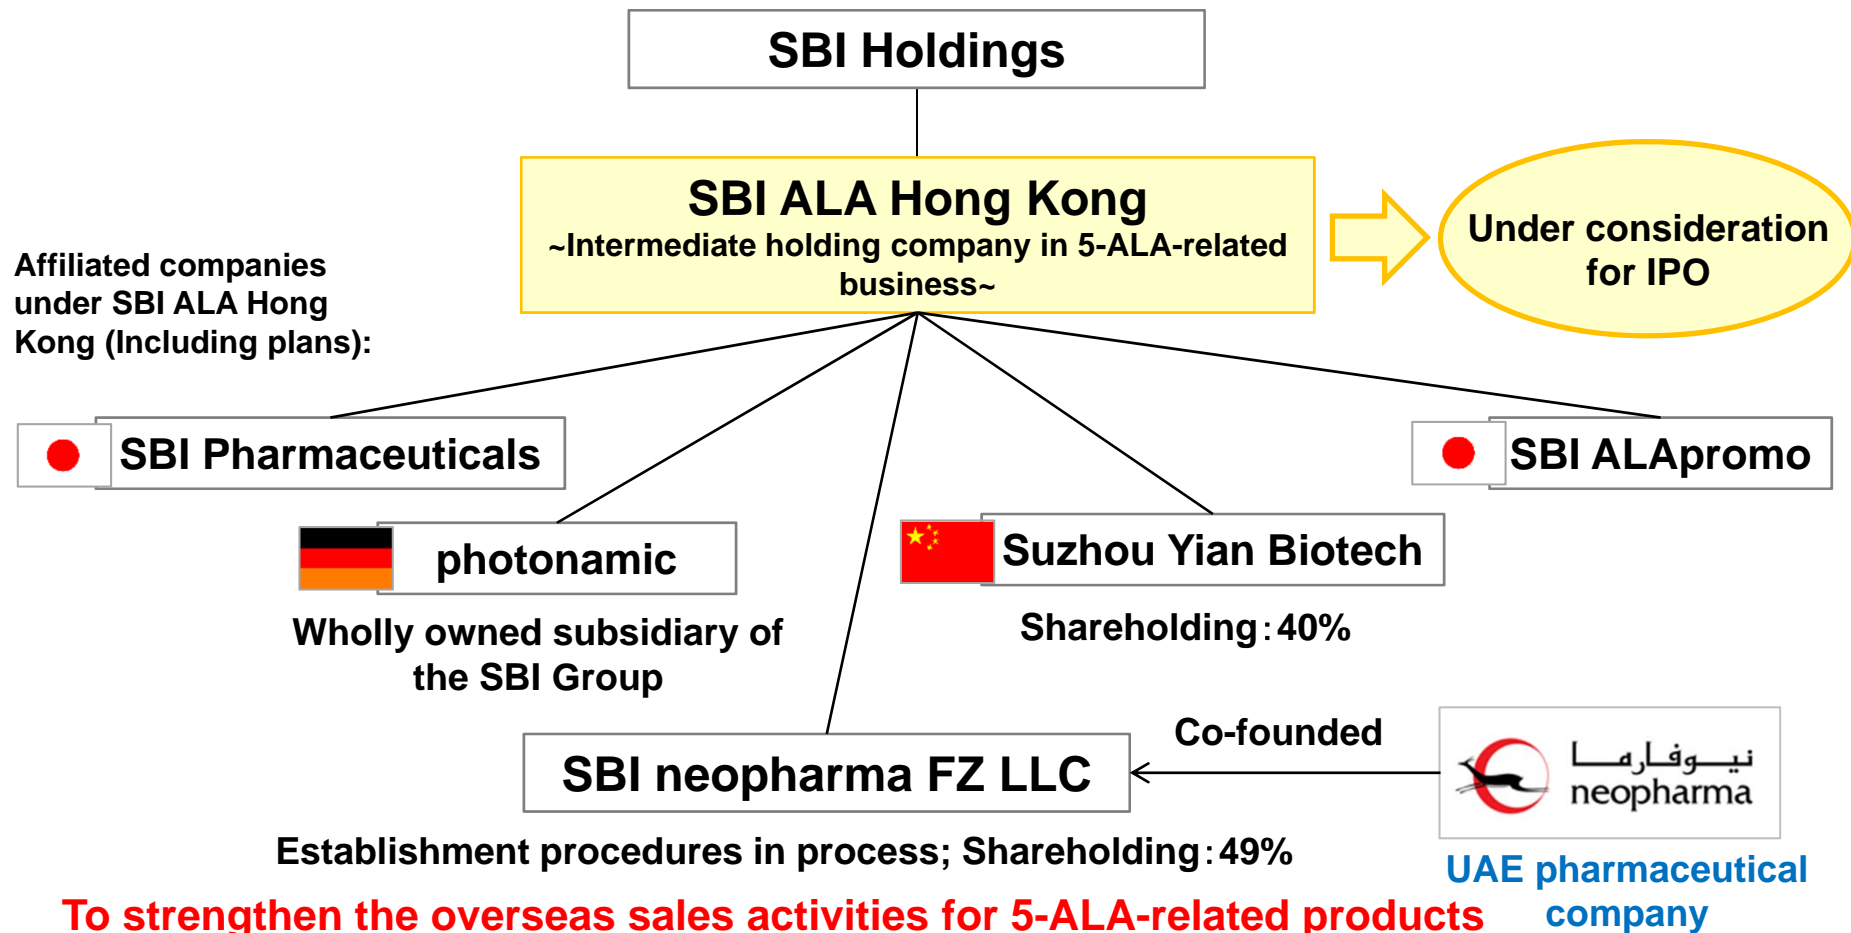 SBI Holdings
SBI ALA Hong Kong
~Intermediate holding company in 5-ALA-related
business~
Under consideration
for IPO
Affiliated companies
under SBI ALA Hong
Kong (Including plans):
SBI Pharmaceuticals
SBI ALApromo
photonamic
Suzhou Yian Biotech
Wholly owned subsidiary of
the SBI Group
Shareholding：40%
Co-founded
SBI neopharma FZ LLC
نيوفارما
neopharma
Establishment procedures in process; Shareholding：49%
UAE pharmaceutical
company
To strengthen the overseas sales activities for 5-ALA-related products